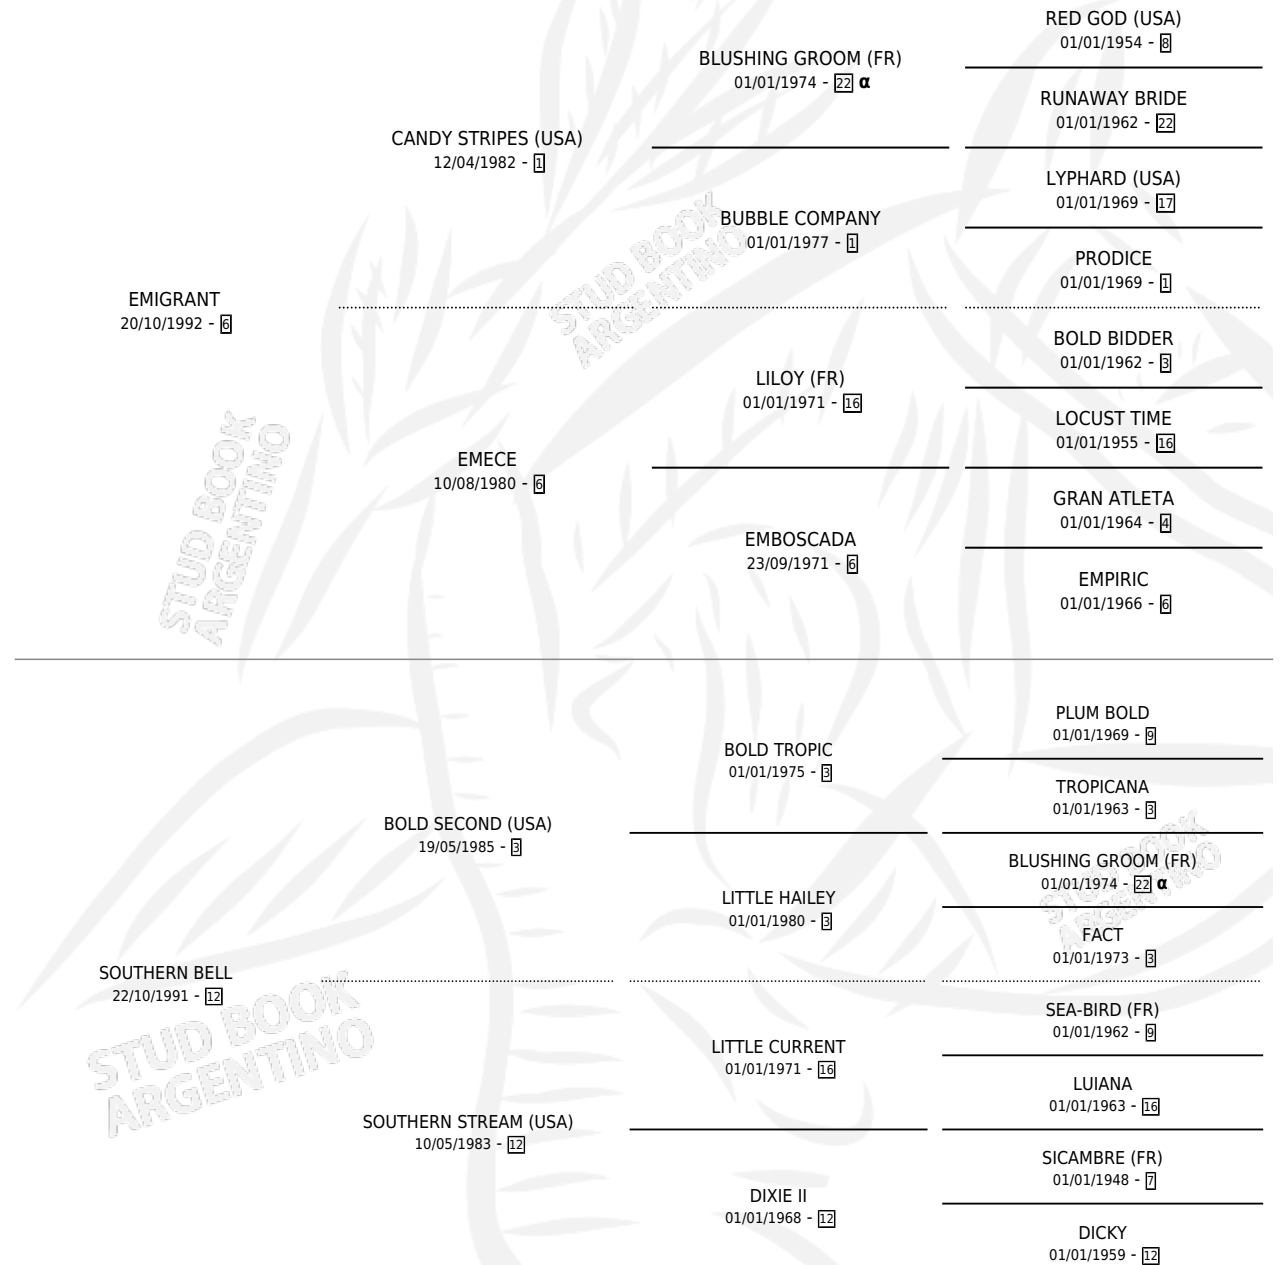 RED GOD (USA)
01/01/1954 - 8
BLUSHING GROOM (FR)
01/01/1974 - 22 α
RUNAWAY BRIDE
01/01/1962 - 22
CANDY STRIPES (USA)
12/04/1982 - 1
LYPHARD (USA)
01/01/1969 - 17
BUBBLE COMPANY
01/01/1977 - 1
PRODICE
01/01/1969 - 1
EMIGRANT
20/10/1992 - 6
BOLD BIDDER
01/01/1962 - 3
LILOY (FR)
01/01/1971 - 16
LOCUST TIME
01/01/1955 - 16
EMECE
10/08/1980 - 6
GRAN ATLETA
01/01/1964 - 4
EMBOSCADA
23/09/1971 - 6
EMPIRIC
01/01/1966 - 6
STUD BOOK
ARGENTINO
STUD BOOK
ARGENTINO
PLUM BOLD
01/01/1969 - 9
BOLD TROPIC
01/01/1975 - 3
TROPICANA
01/01/1963 - 3
BOLD SECOND (USA)
19/05/1985 - 3
BLUSHING GROOM (FR)
01/01/1974 - 22 α
LITTLE HAILEY
01/01/1980 - 3
FACT
01/01/1973 - 3
SOUTHERN BELL
22/10/1991 - 12
SEA-BIRD (FR)
01/01/1962 - 9
LITTLE CURRENT
01/01/1971 - 16
LUIANA
01/01/1963 - 16
SOUTHERN STREAM (USA)
10/05/1983 - 12
SICAMBRE (FR)
01/01/1948 - 7
DIXIE II
01/01/1968 - 12
DICKY
01/01/1959 - 12
STUD BOOK
ARGENTINO
STUD BOOK
ARGENTINO